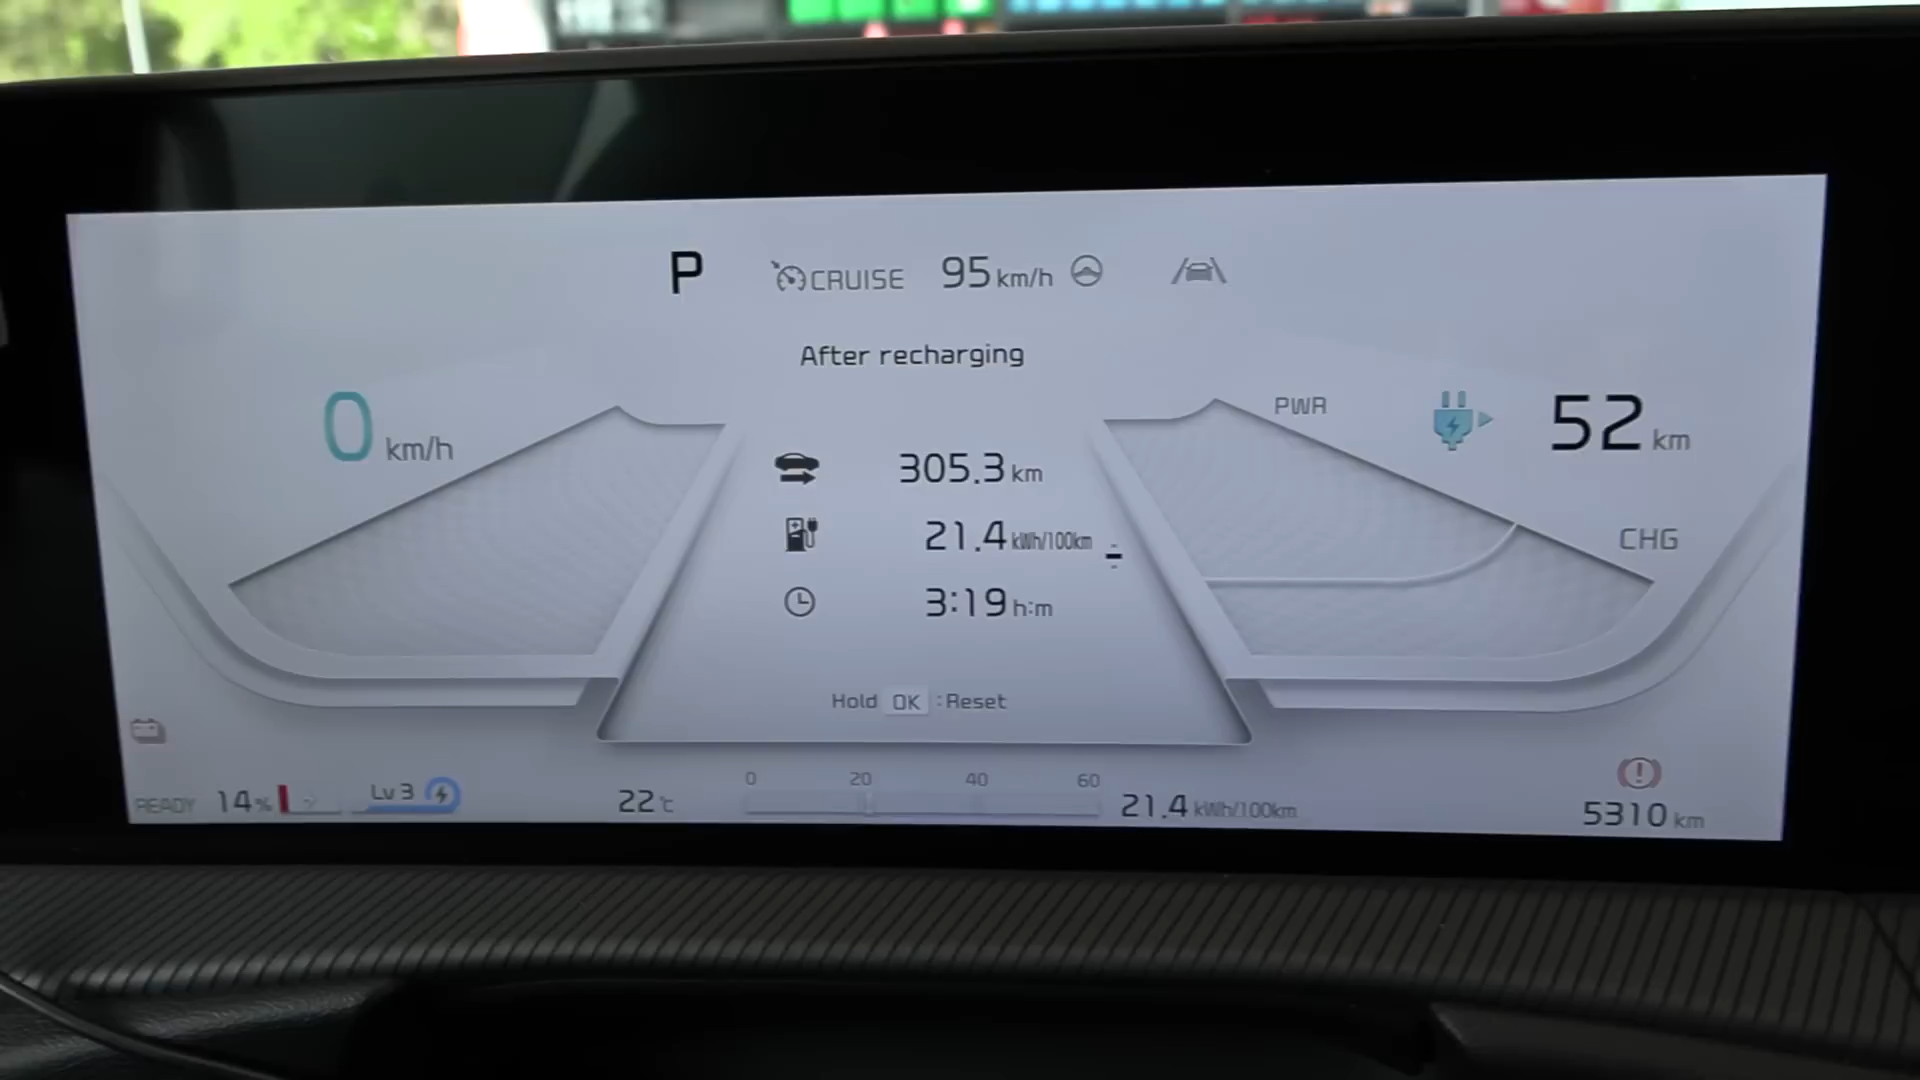 P CRUISE 95 km/h
After recharging
0 km/h
PWR
52 km
305.3 km
21.4 kWh/100km
CHG
3:19 h:m
Hold OK : Reset
0 20 40 60
READY 14% Lv 3 22℃ 21.4 kWh/100km 5310 km